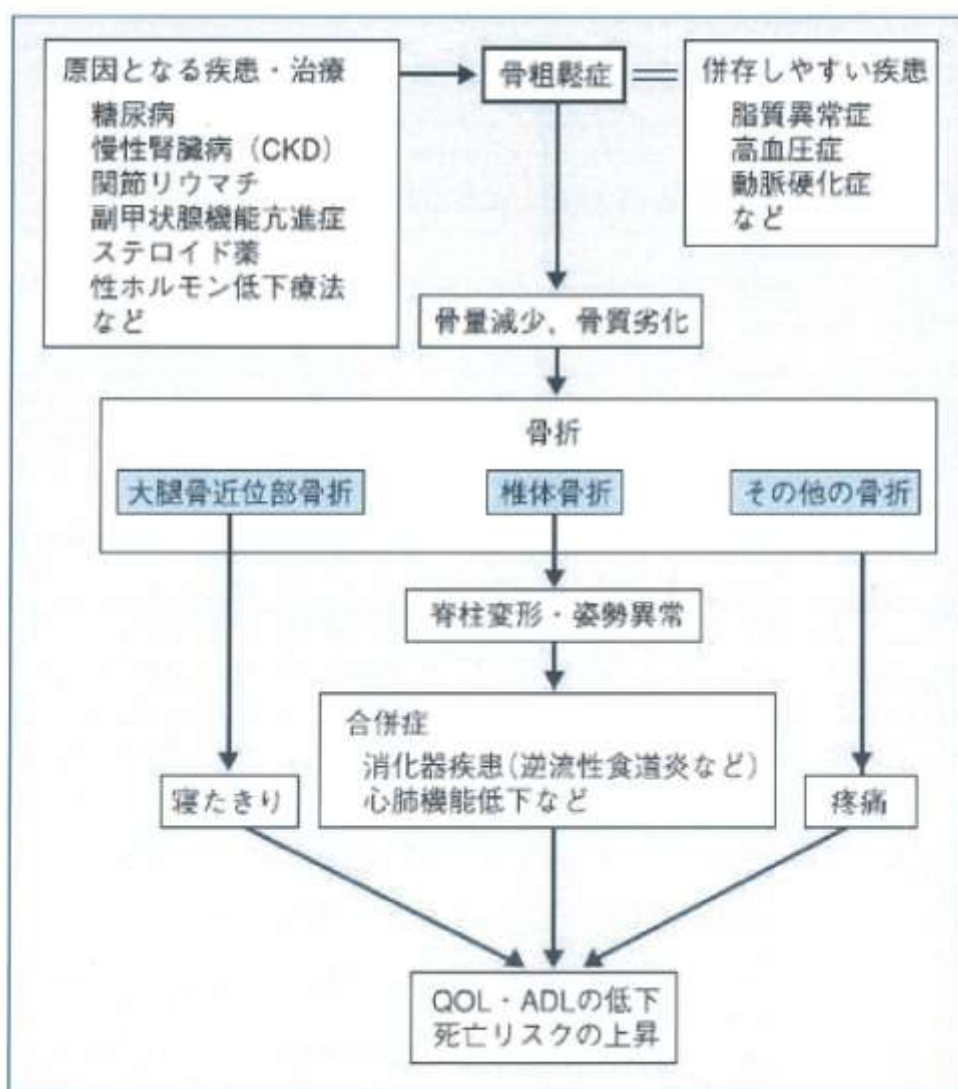 原因となる疾患・治療
糖尿病
慢性腎臓病（CKD）
関節リウマチ
副甲状腺機能亢進症
ステロイド薬
性ホルモン低下療法
など
骨粗鬆症
併存しやすい疾患
脂質異常症
高血圧症
動脈硬化症
など
骨量減少、骨質劣化
骨折
大腿骨近位部骨折
椎体骨折
その他の骨折
脊柱変形・姿勢異常
合併症
消化器疾患（逆流性食道炎など）
心肺機能低下など
寝たきり
疼痛
QOL・ADLの低下
死亡リスクの上昇